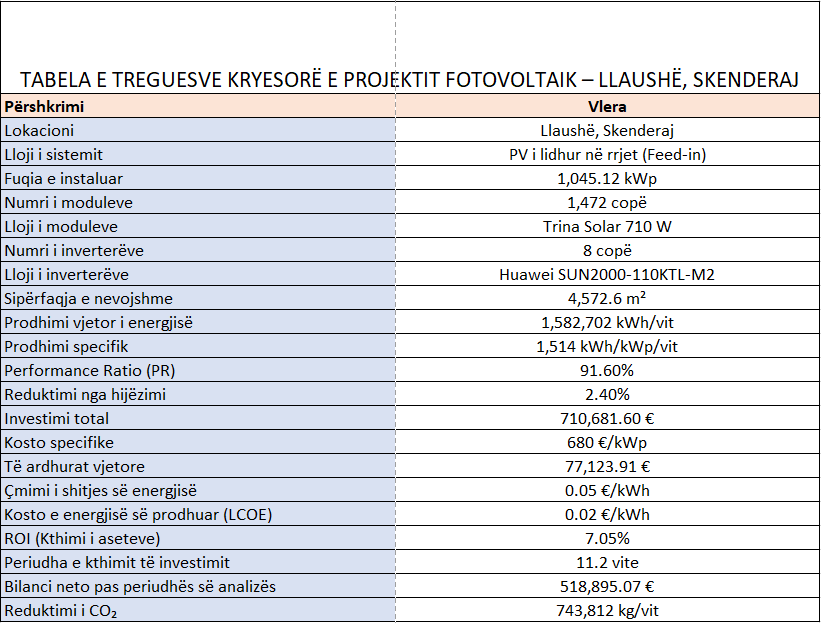 TABELA E TREGUESVE KRYESORË E PROJEKTIT FOTOVOLTAIK – LLAUSHË, SKENDERAJ
Përshkrimi Vlera
Lokacioni Llaushë, Skenderaj
Lloji i sistemit PV i lidhur në rrjet (Feed-in)
Fuqia e instaluar 1,045.12 kWp
Numri i moduleve 1,472 copë
Lloji i moduleve Trina Solar 710 W
Numri i inverterëve 8 copë
Lloji i inverterëve Huawei SUN2000-110KTL-M2
Sipërfaqja e nevojshme 4,572.6 m²
Prodhimi vjetor i energjisë 1,582,702 kWh/vit
Prodhimi specifik 1,514 kWh/kWp/vit
Performance Ratio (PR) 91.60%
Reduktimi nga hijëzimi 2.40%
Investimi total 710,681.60 €
Kosto specifike 680 €/kWp
Të ardhurat vjetore 77,123.91 €
Çmimi i shitjes së energjisë 0.05 €/kWh
Kosto e energjisë së prodhuar (LCOE) 0.02 €/kWh
ROI (Kthimi i aseteve) 7.05%
Periudha e kthimit të investimit 11.2 vite
Bilanci neto pas periudhës së analizës 518,895.07 €
Reduktimi i CO₂ 743,812 kg/vit